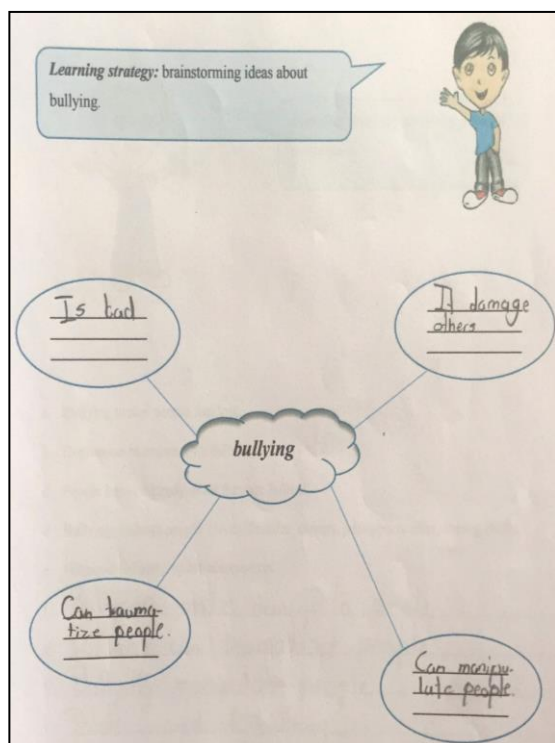 Learning strategy: brainstorming ideas about
bullying.
Is bad
It damage
others
bullying
Can trauma-
tize people.
Can manipu-
late people.